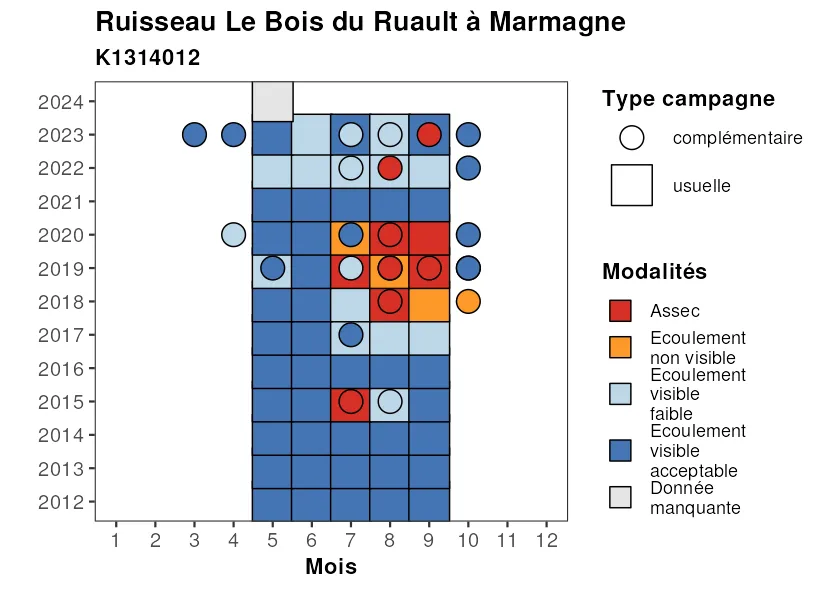 Ruisseau Le Bois du Ruault à Marmagne
K1314012
2024
2023
2022
2021
2020
2019
2018
2017
2016
2015
2014
2013
2012
1 2 3 4 5 6 7 8 9 10 11 12
Mois
Type campagne
complémentaire
usuelle
Modalités
Assec
Ecoulement
non visible
Ecoulement
visible
faible
Ecoulement
visible
acceptable
Donnée
manquante